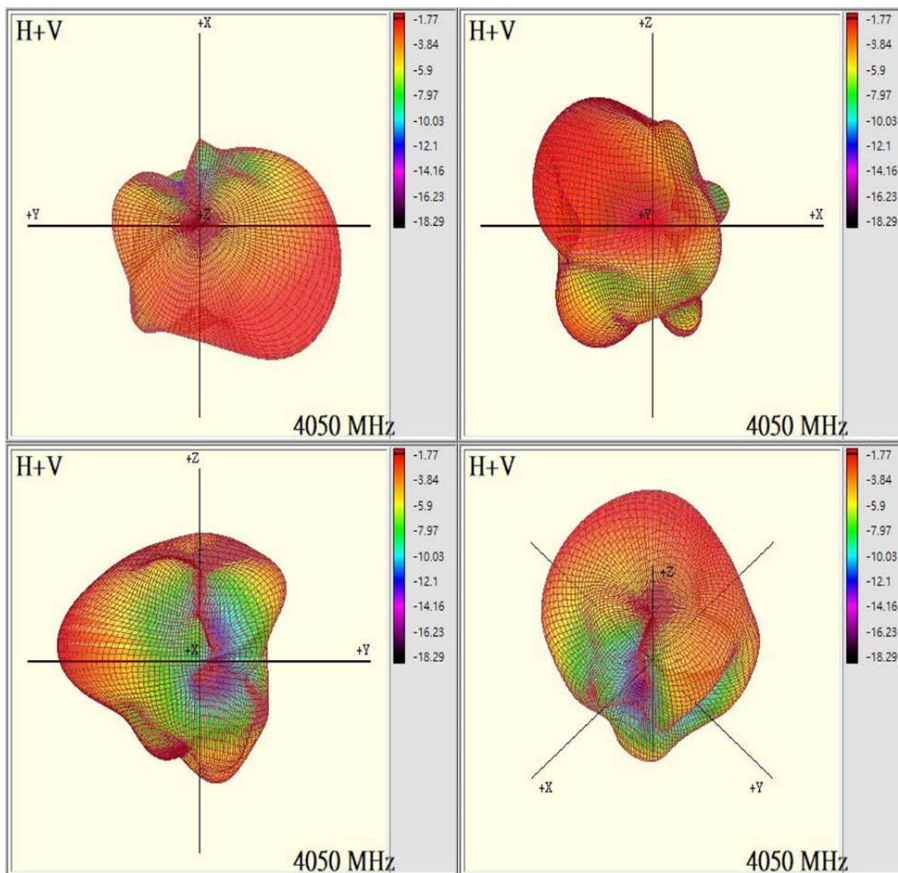 H+V
+X
+Y
+Z
4050 MHz
-1.77
-3.84
-5.9
-7.97
-10.03
-12.1
-14.16
-16.23
-18.29
H+V
+Z
+Y
+X
4050 MHz
-1.77
-3.84
-5.9
-7.97
-10.03
-12.1
-14.16
-16.23
-18.29
H+V
+Z
+X
+Y
4050 MHz
-1.77
-3.84
-5.9
-7.97
-10.03
-12.1
-14.16
-16.23
-18.29
H+V
+Z
+X
+Y
4050 MHz
-1.77
-3.84
-5.9
-7.97
-10.03
-12.1
-14.16
-16.23
-18.29